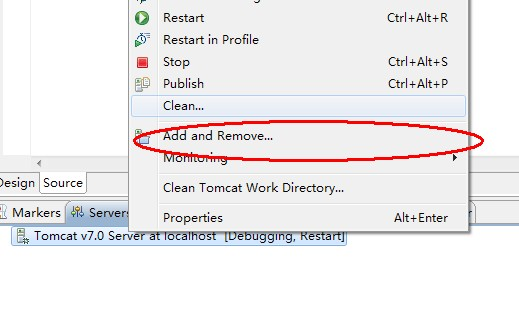 Restart Ctrl+Alt+R
Restart in Profile
Stop Ctrl+Alt+S
Publish Ctrl+Alt+P
Clean...
Add and Remove...
Monitoring
Design Source
Clean Tomcat Work Directory...
Markers Servers
Properties Alt+Enter
Tomcat v7.0 Server at localhost [Debugging, Restart]